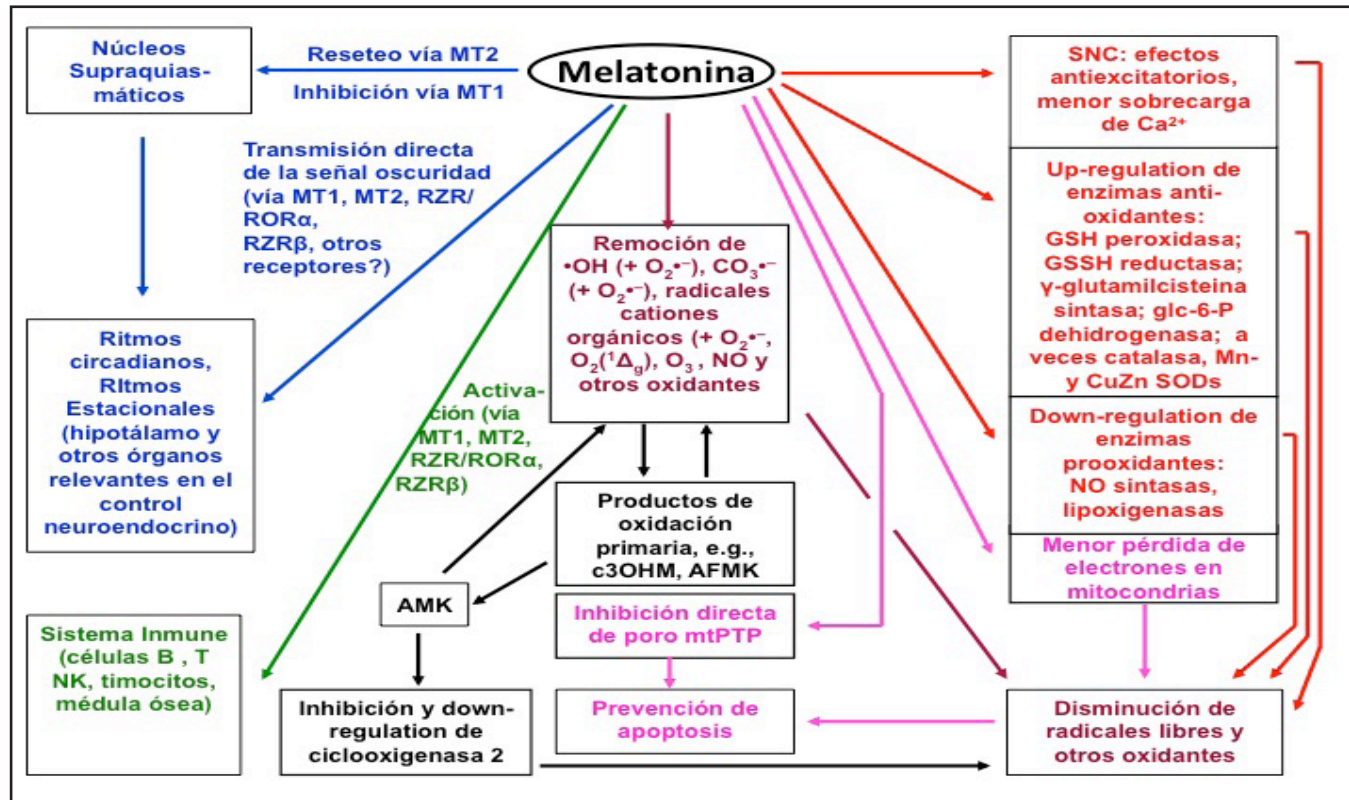 Núcleos
Supraquias-
máticos
Reseteo vía MT2
Inhibición vía MT1
Melatonina
SNC: efectos
antiexcitatorios,
menor sobrecarga
de Ca²⁺
Transmisión directa
de la señal oscuridad
(vía MT1, MT2, RZR/
RORα,
RZRβ, otros
receptores?)
Up-regulation de
enzimas anti-
oxidantes:
GSH peroxidasa;
GSSH reductasa;
γ-glutamilcisteina
sintasa; glc-6-P
dehidrogenasa; a
veces catalasa, Mn-
y CuZn SODs
Remoción de
•OH (+ O₂•⁻), CO₃•⁻
(+ O₂•⁻), radicales
cationes
orgánicos (+ O₂•⁻,
O₂(¹Δg), O₃ , NO y
otros oxidantes
Ritmos
circadianos,
RItmos
Estacionales
(hipotálamo y
otros órganos
relevantes en el
control
neuroendocrino)
Activa-
ción (vía
MT1, MT2,
RZR/RORα,
RZRβ)
Down-regulation de
enzimas
prooxidantes:
NO sintasas,
lipoxigenasas
Productos de
oxidación
primaria, e.g.,
c3OHM, AFMK
Menor pérdida de
electrones en
mitocondrias
AMK
Inhibición directa
de poro mtPTP
Sistema Inmune
(células B , T
NK, timocitos,
médula ósea)
Inhibición y down-
regulation de
ciclooxigenasa 2
Prevención de
apoptosis
Disminución de
radicales libres y
otros oxidantes